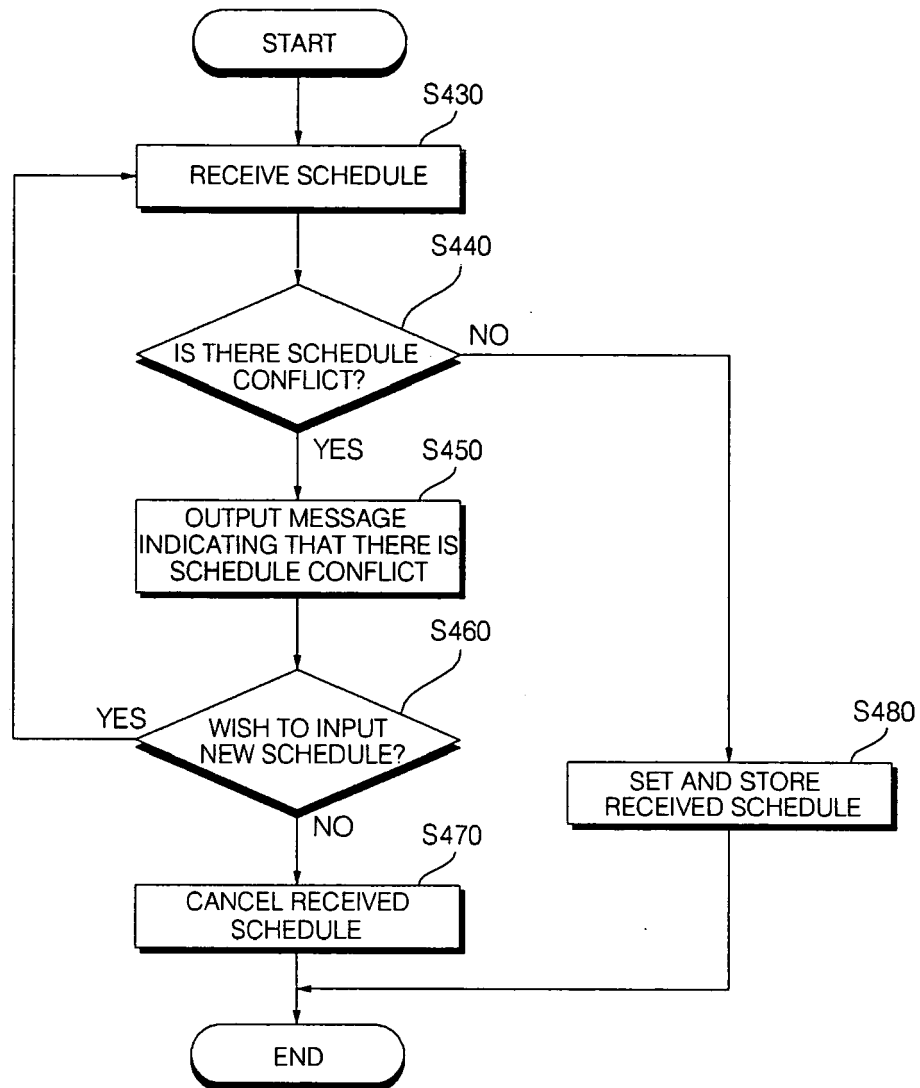 START
S430
RECEIVE SCHEDULE
S440
IS THERE SCHEDULE
CONFLICT?
NO
YES
S450
OUTPUT MESSAGE
INDICATING THAT THERE IS
SCHEDULE CONFLICT
S460
YES
WISH TO INPUT
NEW SCHEDULE?
NO
S480
SET AND STORE
RECEIVED SCHEDULE
S470
CANCEL RECEIVED
SCHEDULE
END